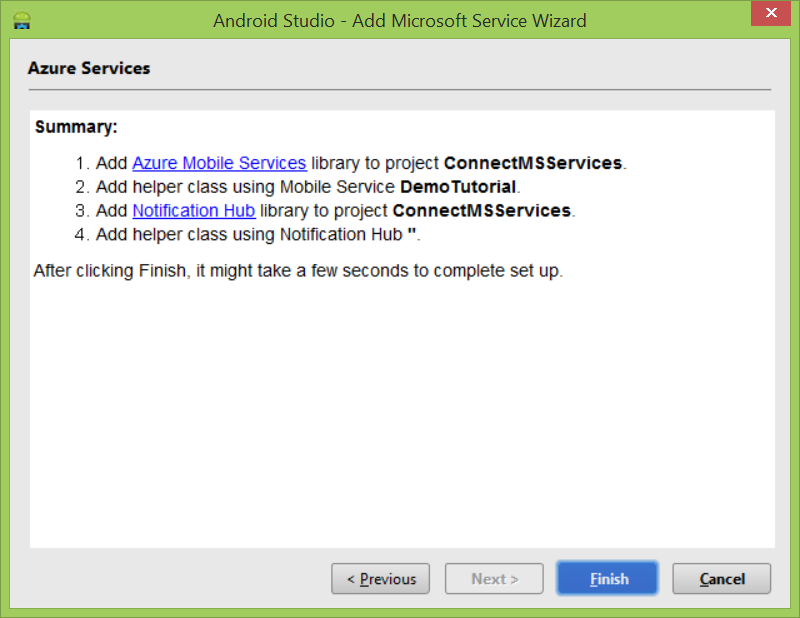 Android Studio - Add Microsoft Service Wizard
Azure Services
Summary:
1. Add Azure Mobile Services library to project ConnectMSServices.
2. Add helper class using Mobile Service DemoTutorial.
3. Add Notification Hub library to project ConnectMSServices.
4. Add helper class using Notification Hub ''.
After clicking Finish, it might take a few seconds to complete set up.
< Previous Next > Finish Cancel